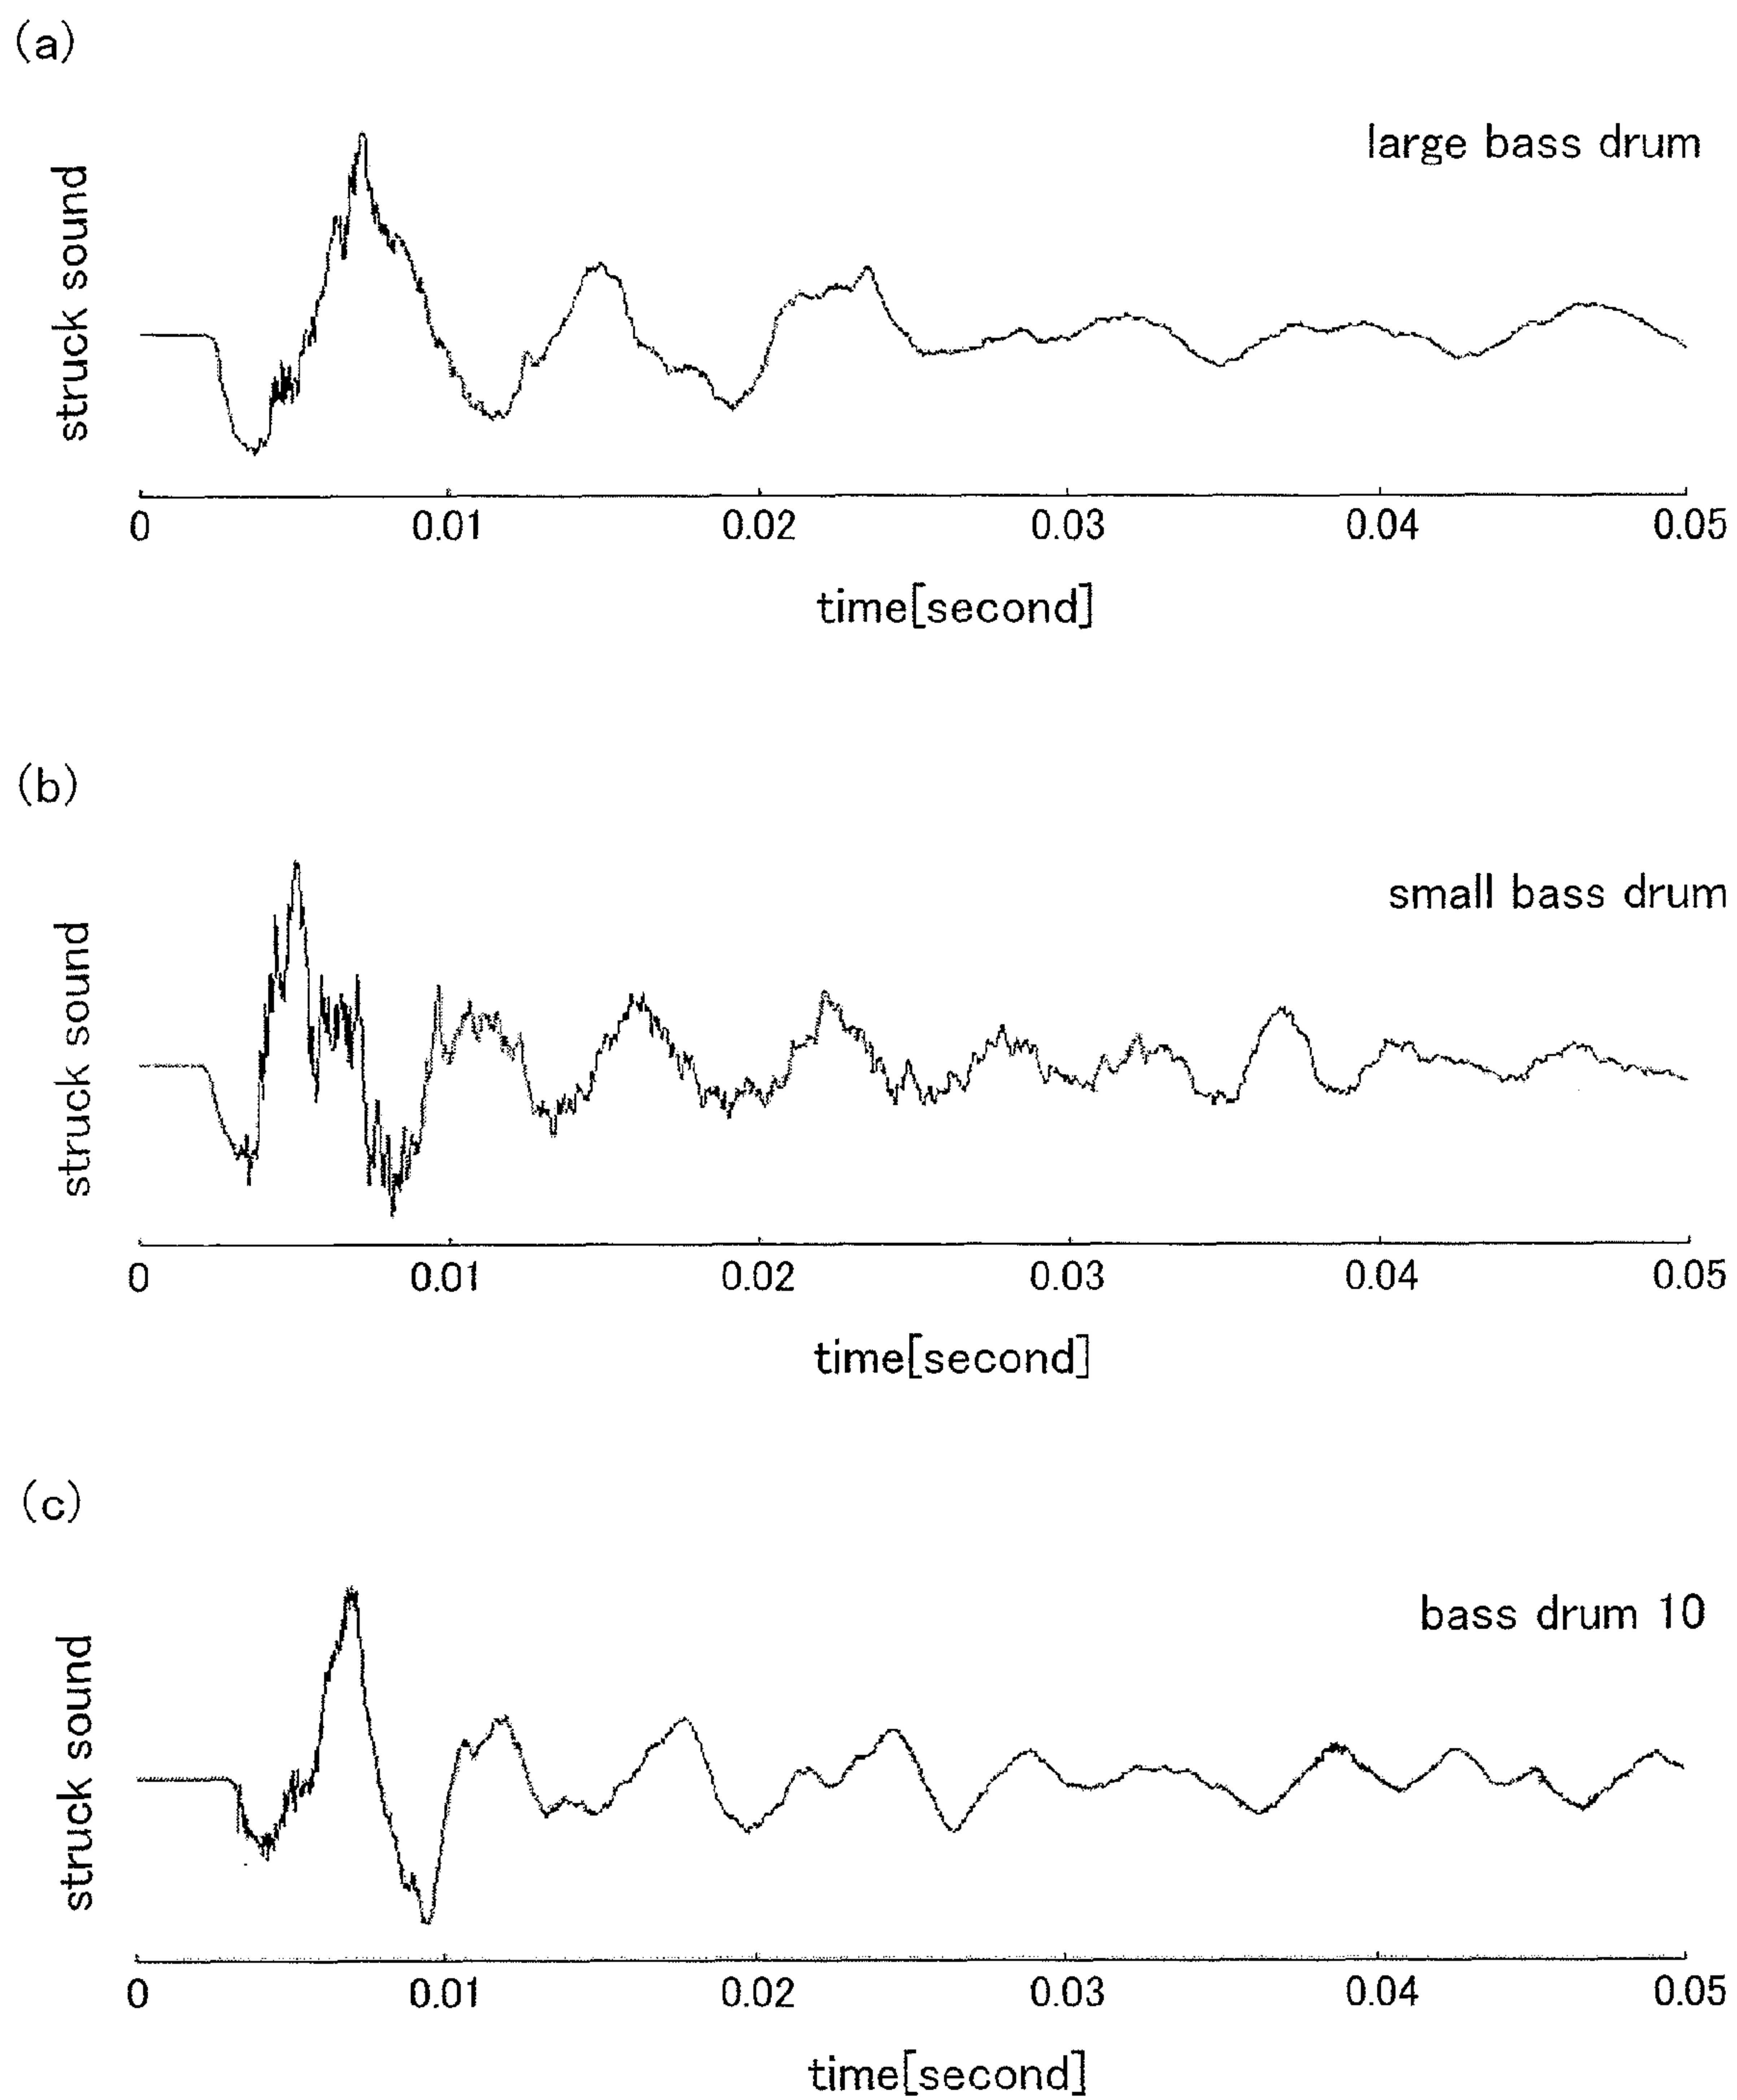 (a)
large bass drum
struck sound
0 0.01 0.02 0.03 0.04 0.05
time[second]
(b)
small bass drum
struck sound
0 0.01 0.02 0.03 0.04 0.05
time[second]
(c)
bass drum 10
struck sound
0 0.01 0.02 0.03 0.04 0.05
time[second]